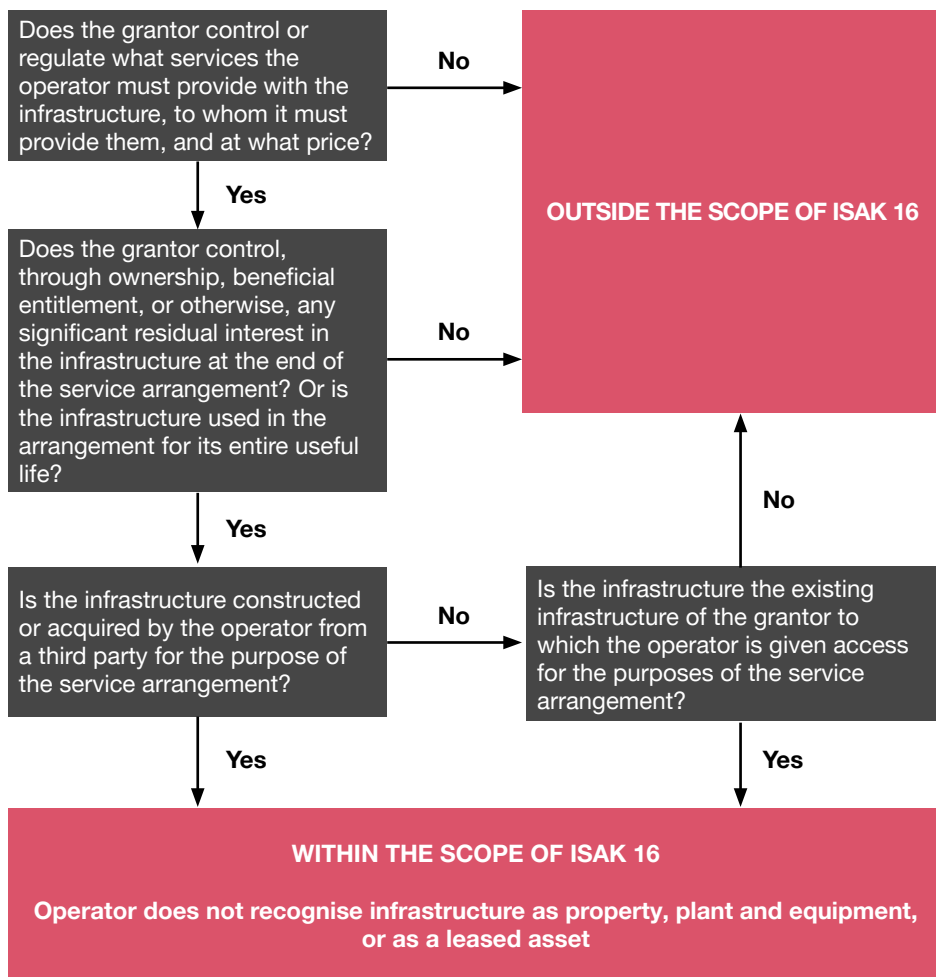 Does the grantor control or
regulate what services the
operator must provide with the
infrastructure, to whom it must
provide them, and at what price?
No
OUTSIDE THE SCOPE OF ISAK 16
Yes
Does the grantor control,
through ownership, beneficial
entitlement, or otherwise, any
significant residual interest in
the infrastructure at the end of
the service arrangement? Or is
the infrastructure used in the
arrangement for its entire useful
life?
No
Yes
No
Is the infrastructure constructed
or acquired by the operator from
a third party for the purpose of
the service arrangement?
No
Is the infrastructure the existing
infrastructure of the grantor to
which the operator is given access
for the purposes of the service
arrangement?
Yes
Yes
WITHIN THE SCOPE OF ISAK 16
Operator does not recognise infrastructure as property, plant and equipment,
or as a leased asset